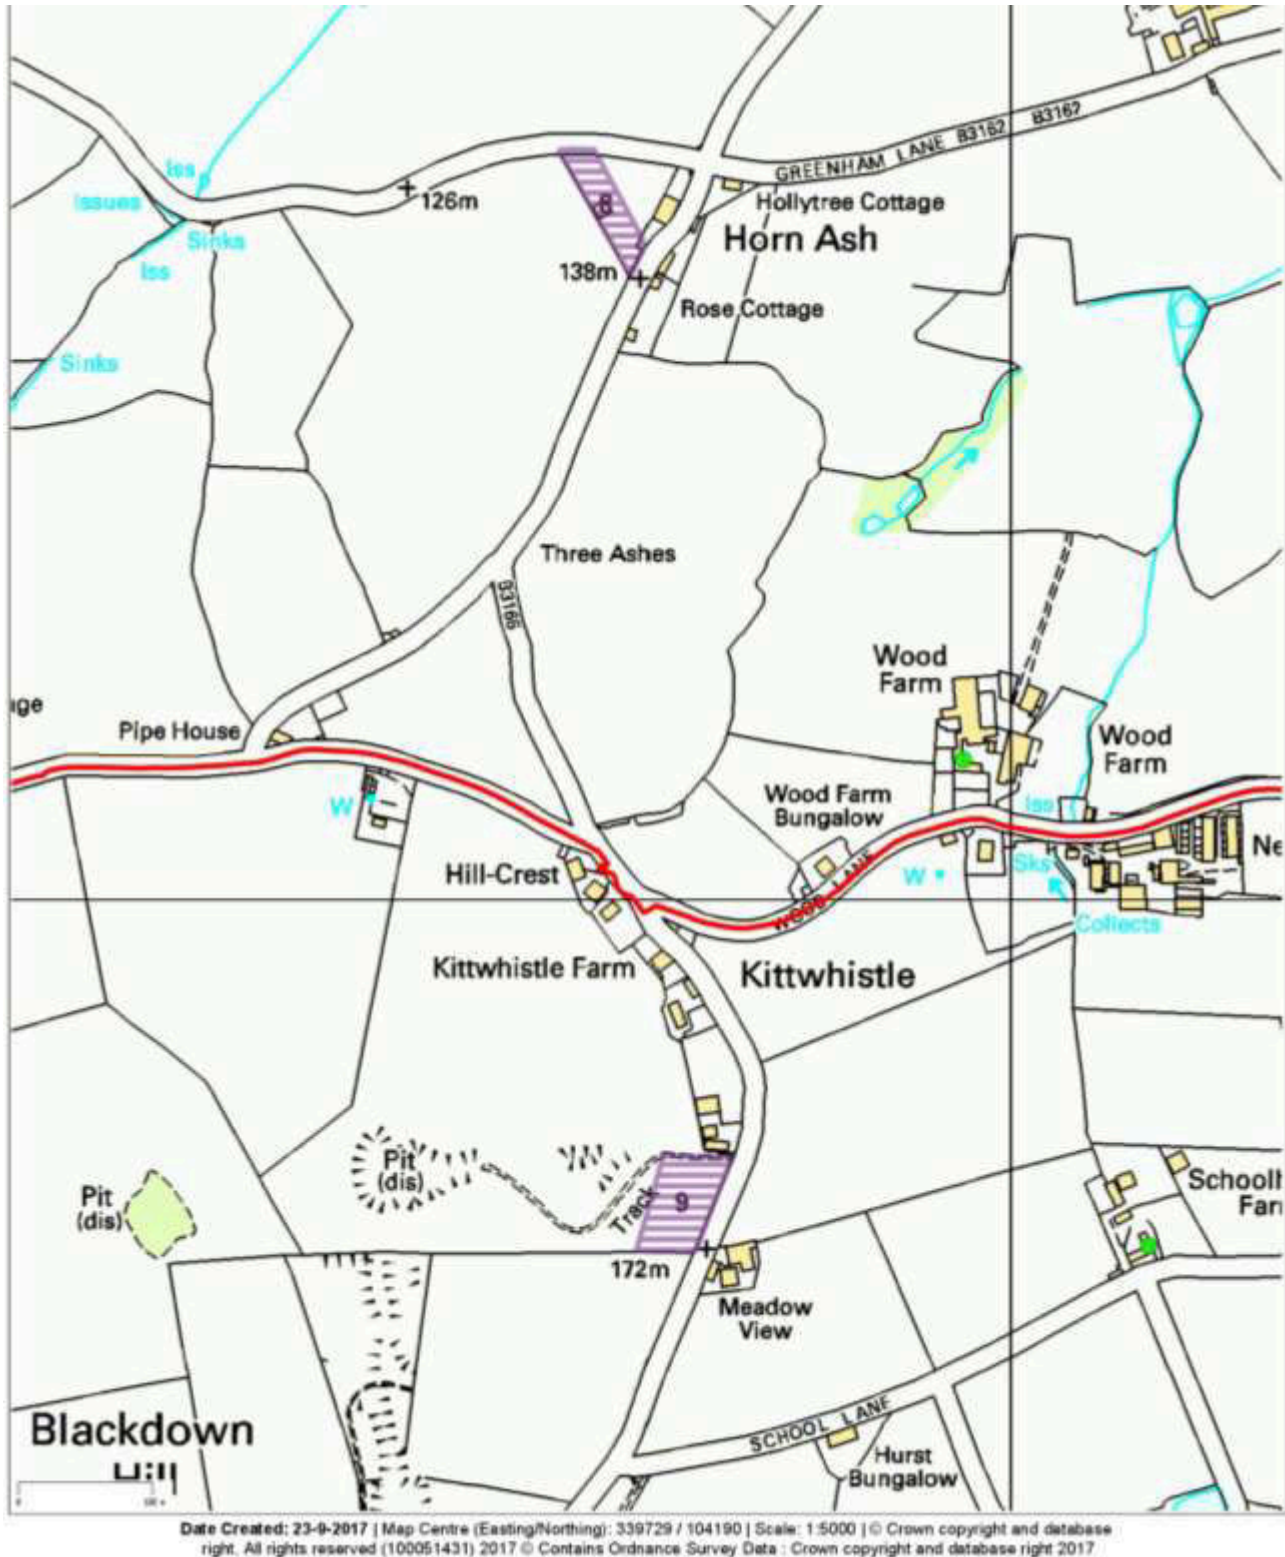 GREENHAM LANE B3162 B3162
Iss
Issues
126m
Hollytree Cottage
8
Sinks
Horn Ash
Iss
138m
Rose Cottage
Sinks
Three Ashes
B3165
Wood
Farm
Pipe House
Wood
Farm
Wood Farm
Bungalow
W
Iss
Hill-Crest
WOOD LANE
W
Sks
Collects
Kittwhistle Farm
Kittwhistle
Pit
(dis)
Pit
(dis)
Track
9
172m
Meadow
View
Blackdown
SCHOOL LANE
Hurst
Bungalow
Date Created: 23-9-2017 | Map Centre (Easting/Northing): 339729 / 104190 | Scale: 1:5000 | © Crown copyright and database
right. All rights reserved (100051431) 2017 © Contains Ordnance Survey Data : Crown copyright and database right 2017